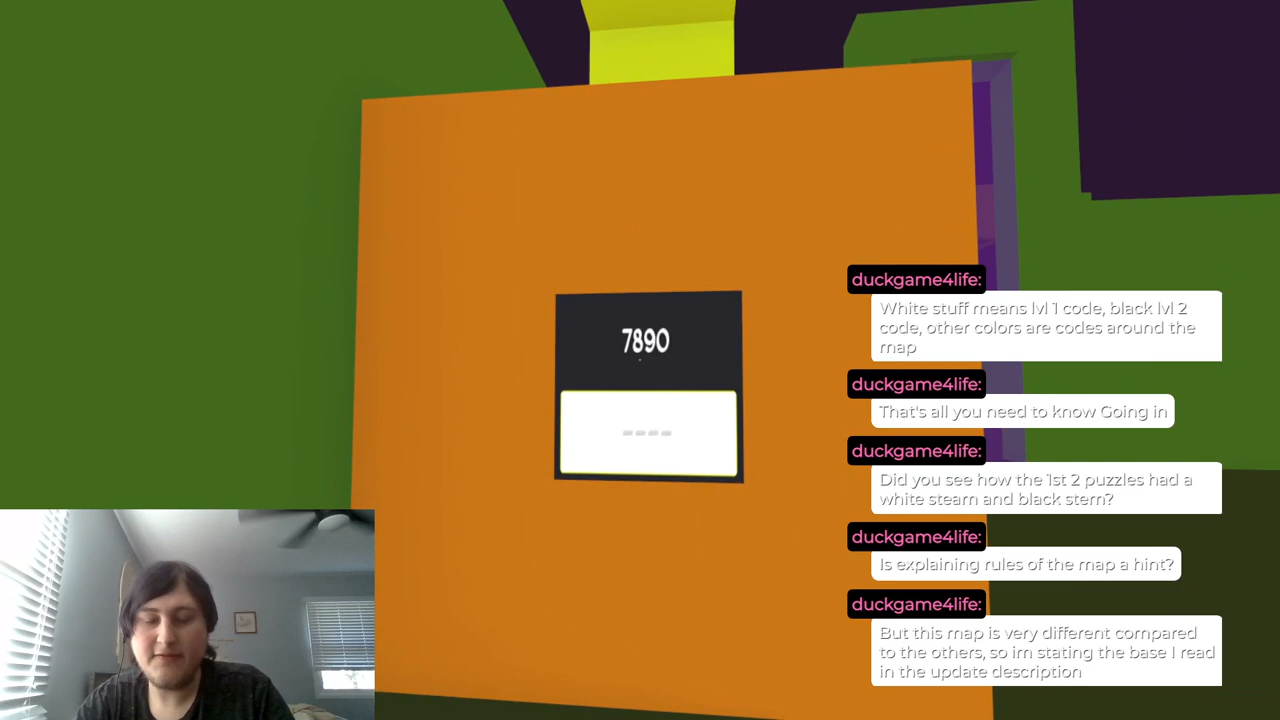 7890
----
duckgame4life:
White stuff means lvl 1 code, black lvl 2
code, other colors are codes around the
map
duckgame4life:
That's all you need to know Going in
duckgame4life:
Did you see how the 1st 2 puzzles had a
white steam and black stem?
duckgame4life:
Is explaining rules of the map a hint?
duckgame4life:
But this map is very different compared
to the others, so im stating the base I read
in the update description